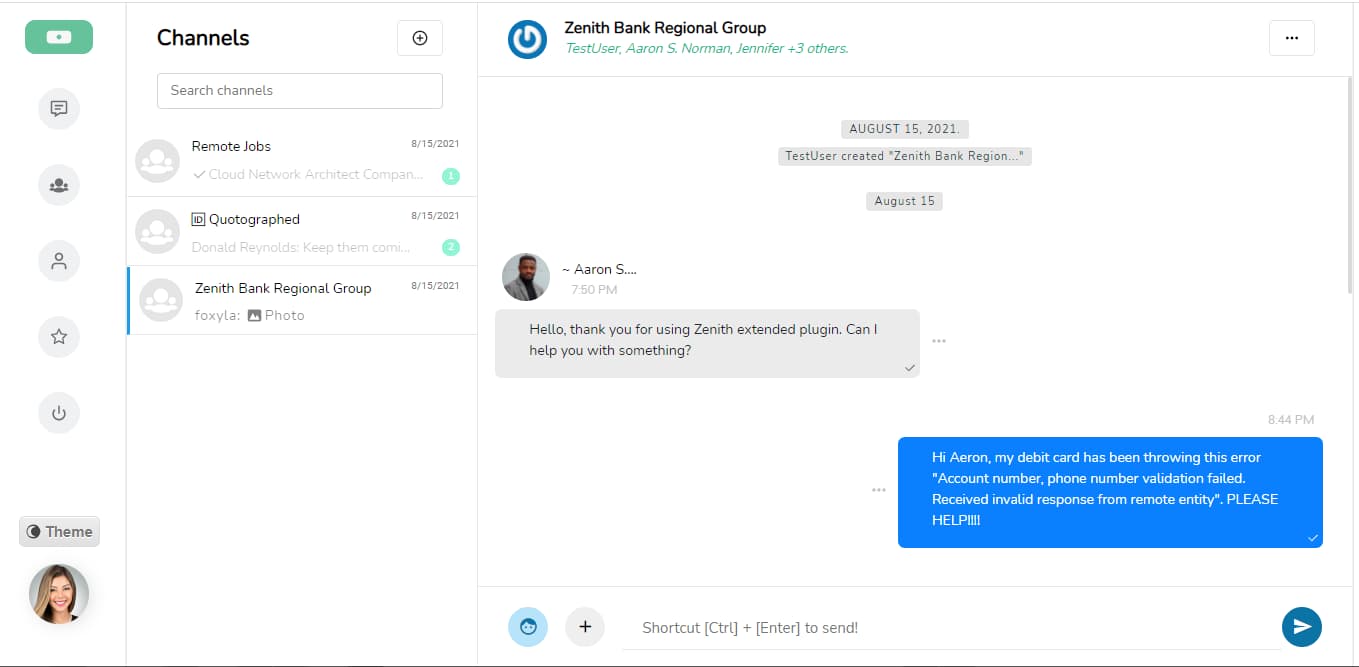 Channels
Search channels
Remote Jobs
8/15/2021
Cloud Network Architect Compan...
1
ID Quotographed
8/15/2021
Donald Reynolds: Keep them comi...
2
Zenith Bank Regional Group
8/15/2021
foxyla: Photo
Theme
Zenith Bank Regional Group
TestUser, Aaron S. Norman, Jennifer +3 others.
AUGUST 15, 2021.
TestUser created "Zenith Bank Region..."
August 15
~ Aaron S....
7:50 PM
Hello, thank you for using Zenith extended plugin. Can I
help you with something?
8:44 PM
Hi Aeron, my debit card has been throwing this error
"Account number, phone number validation failed.
Received invalid response from remote entity". PLEASE
HELP!!!!
Shortcut [Ctrl] + [Enter] to send!